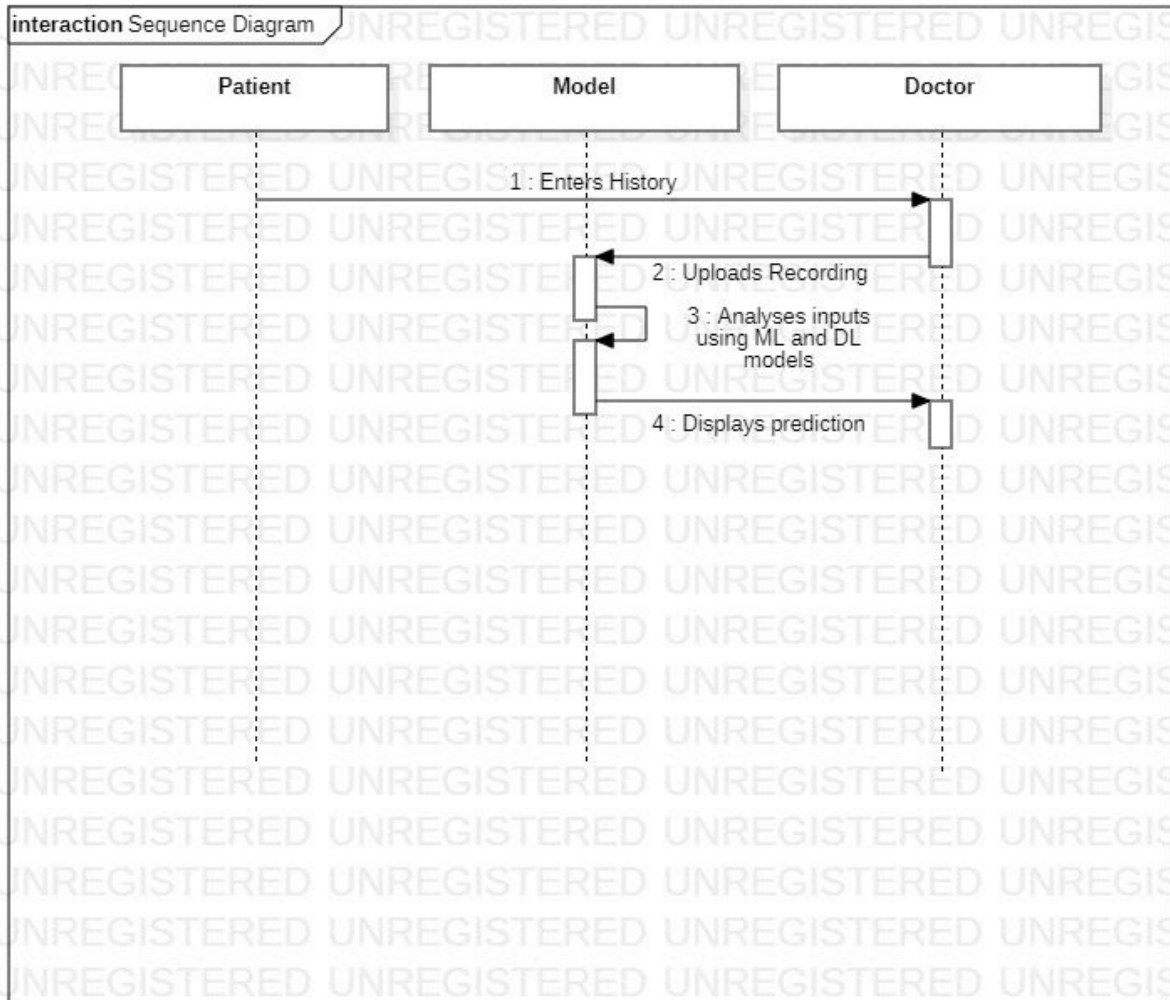 interaction Sequence Diagram
Patient
Model
Doctor
1 : Enters History
2 : Uploads Recording
3 : Analyses inputs
using ML and DL
models
4 : Displays prediction
UNREGISTERED